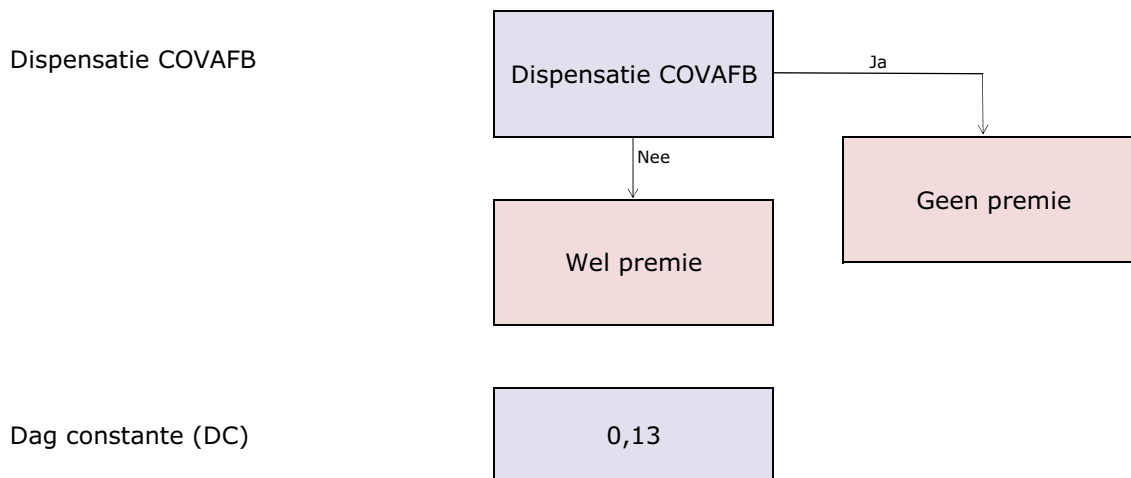 Dispensatie COVAFB
Dispensatie COVAFB
Ja
Nee
Geen premie
Wel premie
Dag constante (DC)
0,13